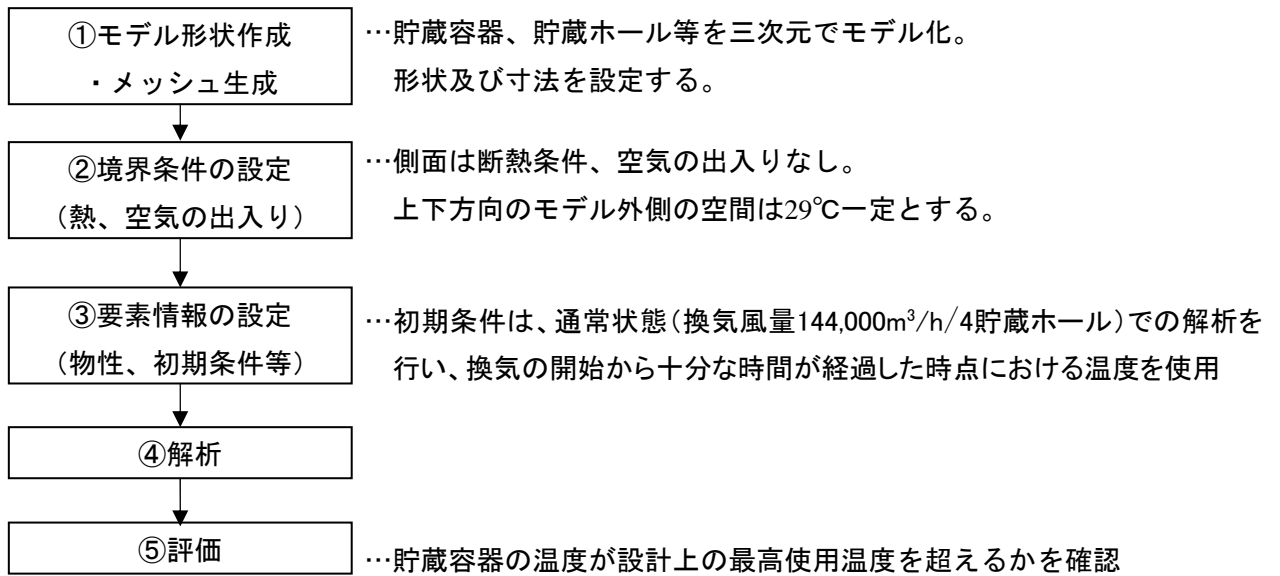 ①モデル形状作成
・メッシュ生成
…貯蔵容器、貯蔵ホール等を三次元でモデル化。
形状及び寸法を設定する。
②境界条件の設定
(熱、空気の出入り)
…側面は断熱条件、空気の出入りなし。
上下方向のモデル外側の空間は29℃一定とする。
③要素情報の設定
(物性、初期条件等)
…初期条件は、通常状態(換気風量144,000m³/h/4貯蔵ホール)での解析を
行い、換気の開始から十分な時間が経過した時点における温度を使用
④解析
⑤評価
…貯蔵容器の温度が設計上の最高使用温度を超えるかを確認